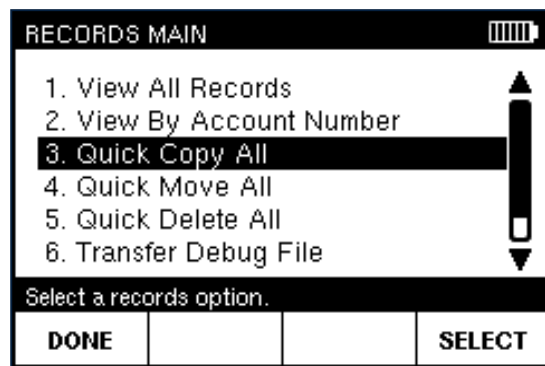 RECORDS MAIN
1. View All Records
2. View By Account Number
3. Quick Copy All
4. Quick Move All
5. Quick Delete All
6. Transfer Debug File
Select a records option.
DONE SELECT